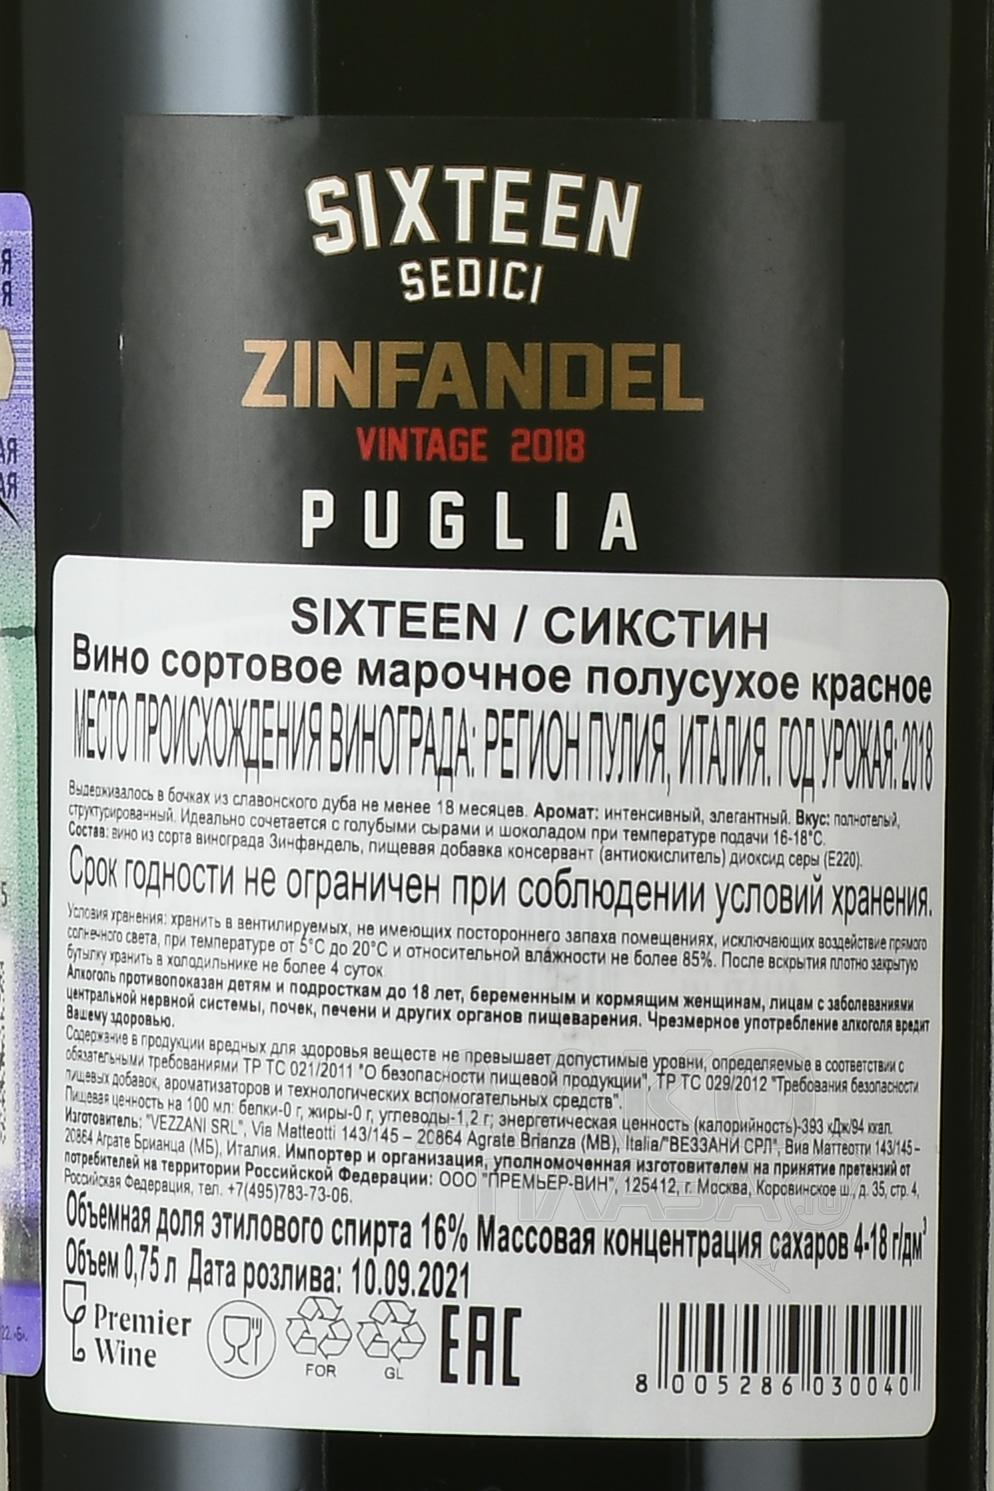 SIXTEEN
SEDICI
ZINFANDEL
VINTAGE 2018
PUGLIA
SIXTEEN / СИКСТИН
Вино сортовое марочное полусухое красное
МЕСТО ПРОИСХОЖДЕНИЯ ВИНОГРАДА: РЕГИОН ПУЛИЯ, ИТАЛИЯ. ГОД УРОЖАЯ: 2018
Выдерживалось в бочках из славонского дуба не менее 18 месяцев. Аромат: интенсивный, элегантный. Вкус: полнотелый,
структурированный. Идеально сочетается с голубыми сырами и шоколадом при температуре подачи 16-18°С.
Состав: вино из сорта винограда Зинфандель, пищевая добавка консервант (антиокислитель) диоксид серы (Е220).
Срок годности не ограничен при соблюдении условий хранения.
Условия хранения: хранить в вентилируемых, не имеющих постороннего запаха помещениях, исключающих воздействие прямого
солнечного света, при температуре от 5°С до 20°С и относительной влажности не более 85%. После вскрытия плотно закрытую
бутылку хранить в холодильнике не более 4 суток
Алкоголь противопоказан детям и подросткам до 18 лет, беременным и кормящим женщинам, лицам с заболеваниями
центральной нервной системы, почек, печени и других органов пищеварения. Чрезмерное употребление алкоголя вредит
Вашему здоровью.
Содержание в продукции вредных для здоровья веществ не превышает допустимые уровни, определяемые в соответствии с
обязательными требованиями ТР ТС 021/2011 "О безопасности пищевой продукции", ТР ТС 029/2012 "Требования безопасности
пищевых добавок, ароматизаторов и технологических вспомогательных средств".
Пищевая ценность на 100 мл: белки-0 г, жиры-0 г, углеводы-1,2 г; энергетическая ценность (калорийность)-393 кДж/94 ккал.
Изготовитель: "VEZZANI SRL", Via Matteotti 143/145 – 20864 Agrate Brianza (MB), Italia/"ВЕЗЗАНИ СРЛ", Виа Маттеотти 143/145 -
20864 Аграте Брианца (МБ), Италия. Импортер и организация, уполномоченная изготовителем на принятие претензий от
потребителей на территории Российской Федерации: ООО "ПРЕМЬЕР-ВИН", 125412, г. Москва, Коровинское ш., д. 35, стр. 4,
Российская Федерация, тел. +7(495)783-73-06.
Объемная доля этилового спирта 16% Массовая концентрация сахаров 4-18 г/дм³
Объем 0,75 л Дата розлива: 10.09.2021
Premier
Wine
FOR
GL
EAC
8 005286 030040